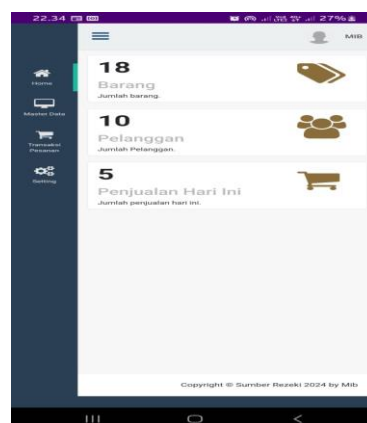 22.34
27%
MIB
Home
Master Data
Transaksi
Pesanan
Setting
18
Barang
Jumlah barang.
10
Pelanggan
Jumlah Pelanggan.
5
Penjualan Hari Ini
Jumlah penjualan hari ini.
Copyright © Sumber Rezeki 2024 by Mib